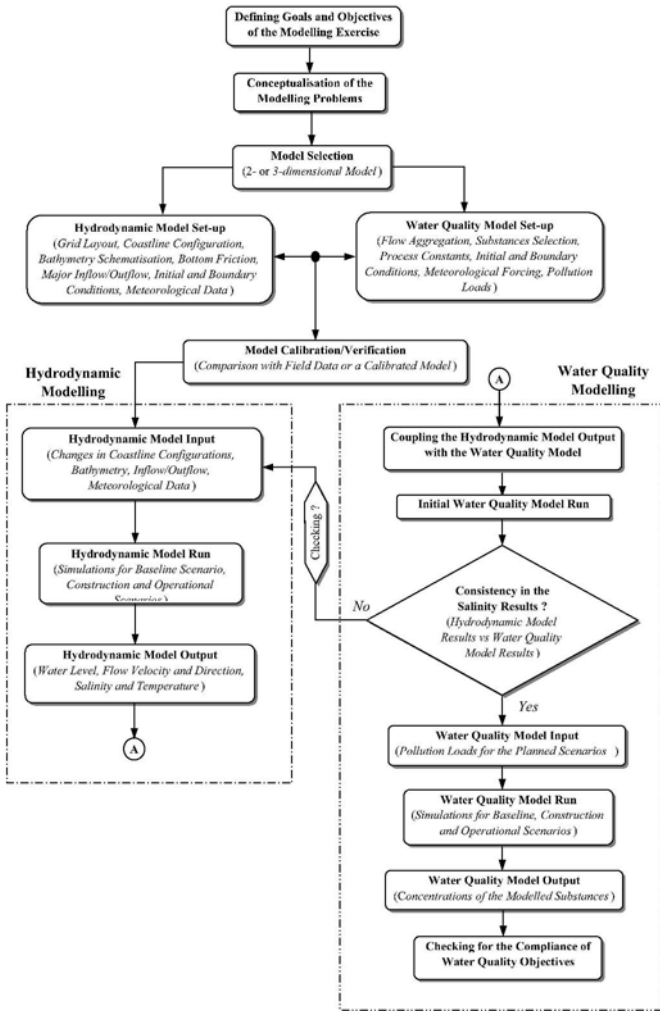 Defining Goals and Objectives
of the Modelling Exercise
Conceptualisation of the
Modelling Problems
Model Selection
(2- or 3-dimensional Model)
Hydrodynamic Model Set-up
(Grid Layout, Coastline Configuration,
Bathymetry Schematisation, Bottom Friction,
Major Inflow/Outflow, Initial and Boundary
Conditions, Meteorological Data)
Water Quality Model Set-up
(Flow Aggregation, Substances Selection,
Process Constants, Initial and Boundary
Conditions, Meteorological Forcing, Pollution
Loads)
Model Calibration/Verification
(Comparison with Field Data or a Calibrated Model)
Hydrodynamic
Modelling
Hydrodynamic Model Input
(Changes in Coastline Configurations,
Bathymetry, Inflow/Outflow,
Meteorological Data)
Hydrodynamic Model Run
(Simulations for Baseline Scenario,
Construction and Operational
Scenarios)
Hydrodynamic Model Output
(Water Level, Flow Velocity and Direction,
Salinity and Temperature)
A
Checking ?
Water Quality
Modelling
A
Coupling the Hydrodynamic Model Output
with the Water Quality Model
Initial Water Quality Model Run
Consistency in the
Salinity Results ?
(Hydrodynamic Model
Results vs Water Quality
Model Results)
No
Yes
Water Quality Model Input
(Pollution Loads for the Planned Scenarios )
Water Quality Model Run
(Simulations for Baseline, Construction
and Operational Scenarios)
Water Quality Model Output
(Concentrations of the Modelled Substances)
Checking for the Compliance of
Water Quality Objectives